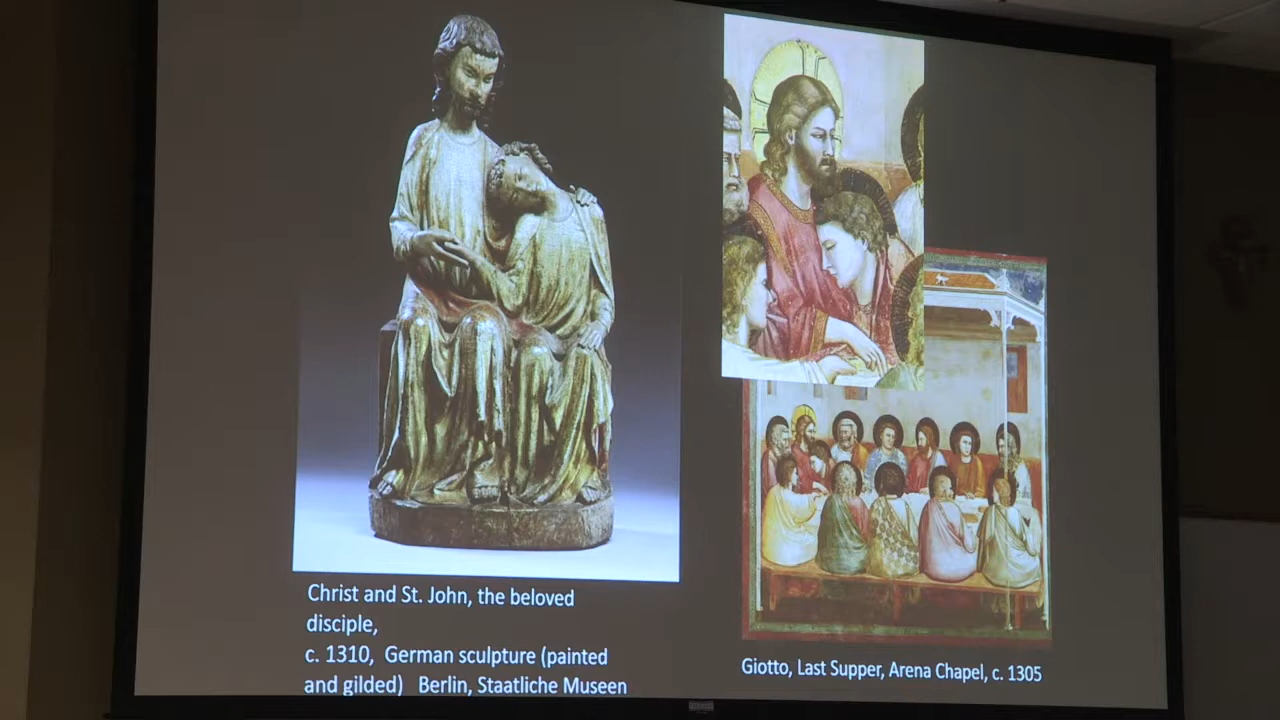 Christ and St. John, the beloved
disciple,
c. 1310, German sculpture (painted
and gilded) Berlin, Staatliche Museen
Giotto, Last Supper, Arena Chapel, c. 1305